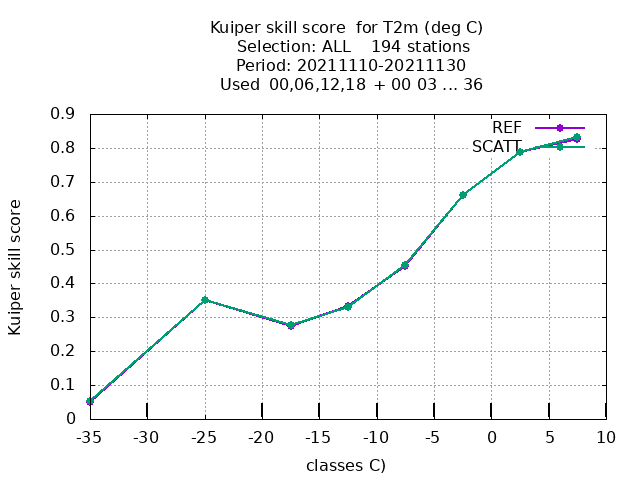 Kuiper skill score for T2m (deg C)
Selection: ALL 194 stations
Period: 20211110-20211130
Used 00,06,12,18 + 00 03 ... 36
0.9
0.8
0.7
0.6
0.5
0.4
0.3
0.2
0.1
0
Kuiper skill score
REF
SCATT
-35 -30 -25 -20 -15 -10 -5 0 5 10
classes C)